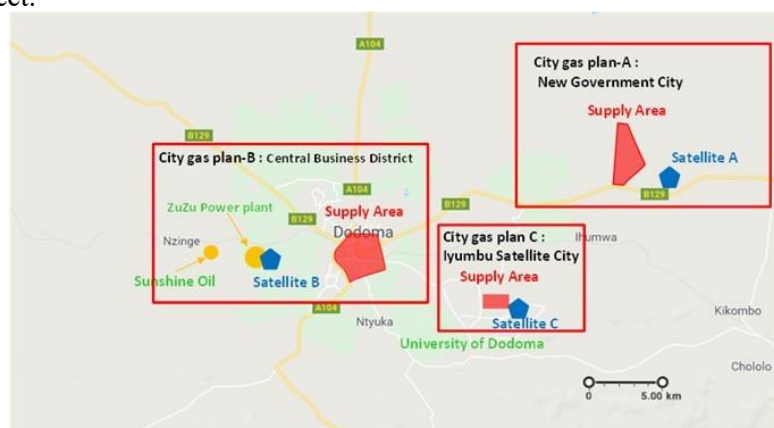 ect.
A104
City gas plan-A :
New Government City
Supply Area
Satellite A
B129
B129
City gas plan-B : Central Business District
A104
ZuZu Power plant
Supply Area
B129
B129
Nzinge
Dodoma
Sunshine Oil
Satellite B
City gas plan C :
Iyumbu Satellite City
Ihumwa
Supply Area
Satellite C
A104
Ntyuka
University of Dodoma
Kikombo
Chololo
0 5.00 km